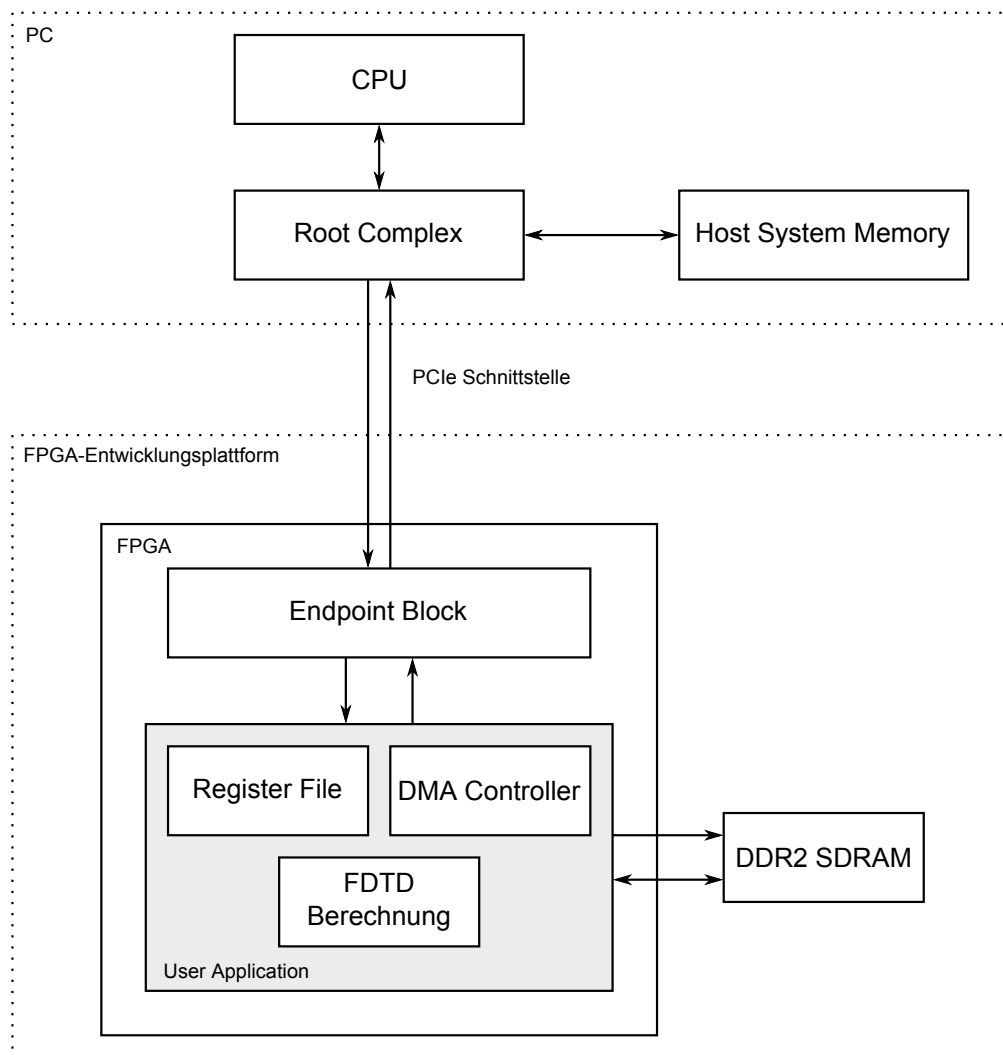 PC
CPU
Root Complex
Host System Memory
PCIe Schnittstelle
FPGA-Entwicklungsplattform
FPGA
Endpoint Block
Register File
DMA Controller
DDR2 SDRAM
FDTD
Berechnung
User Application